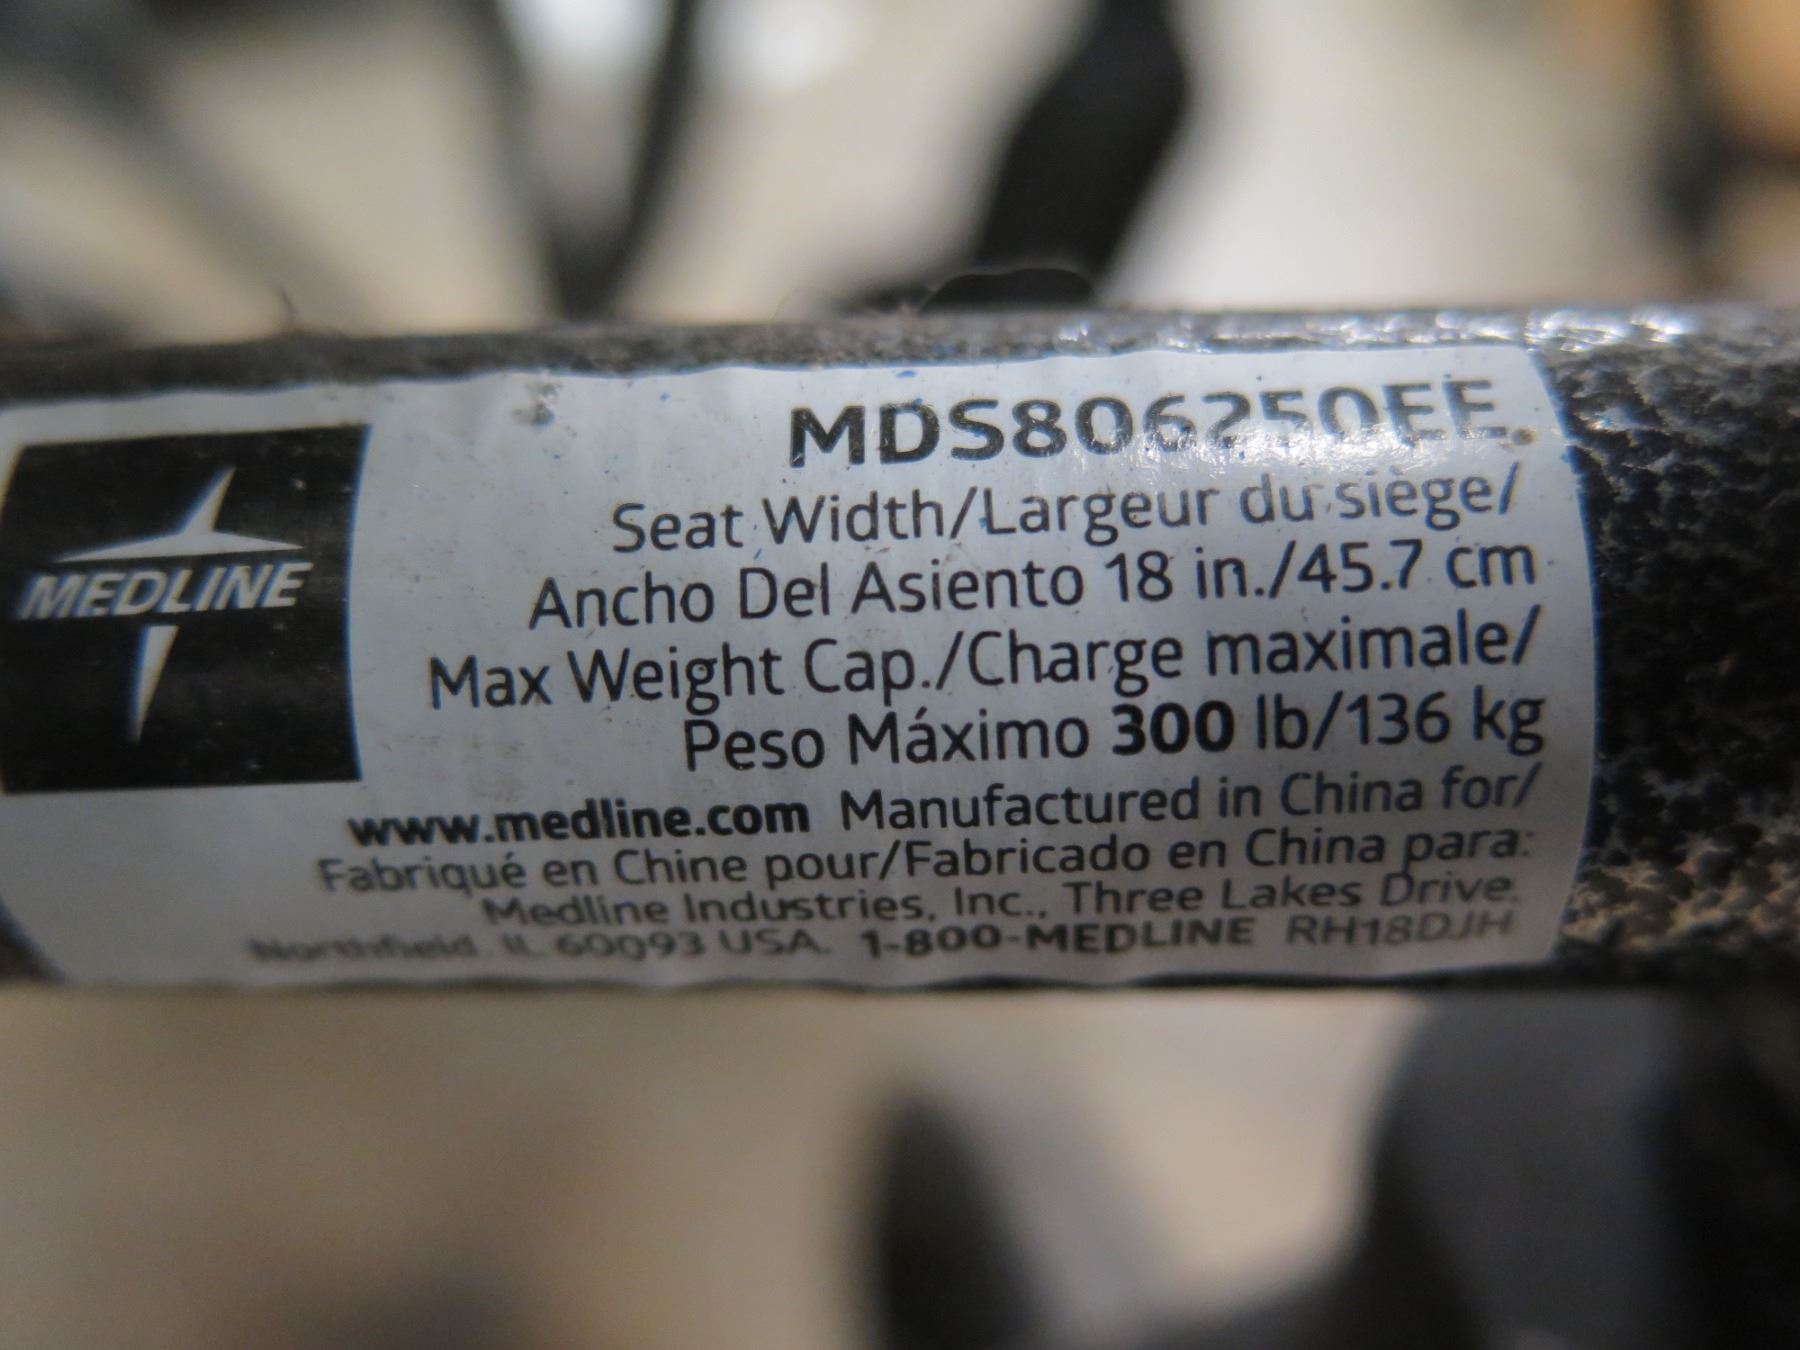 MEDLINE
MDS806250EE
Seat Width/Largeur du siège/
Ancho Del Asiento 18 in./45.7 cm
Max Weight Cap./Charge maximale/
Peso Máximo 300 lb/136 kg
www.medline.com Manufactured in China for/
Fabriqué en Chine pour/Fabricado en China para:
Medline Industries, Inc., Three Lakes Drive,
Northfield, IL 60093 USA. 1-800-MEDLINE RH18DJH